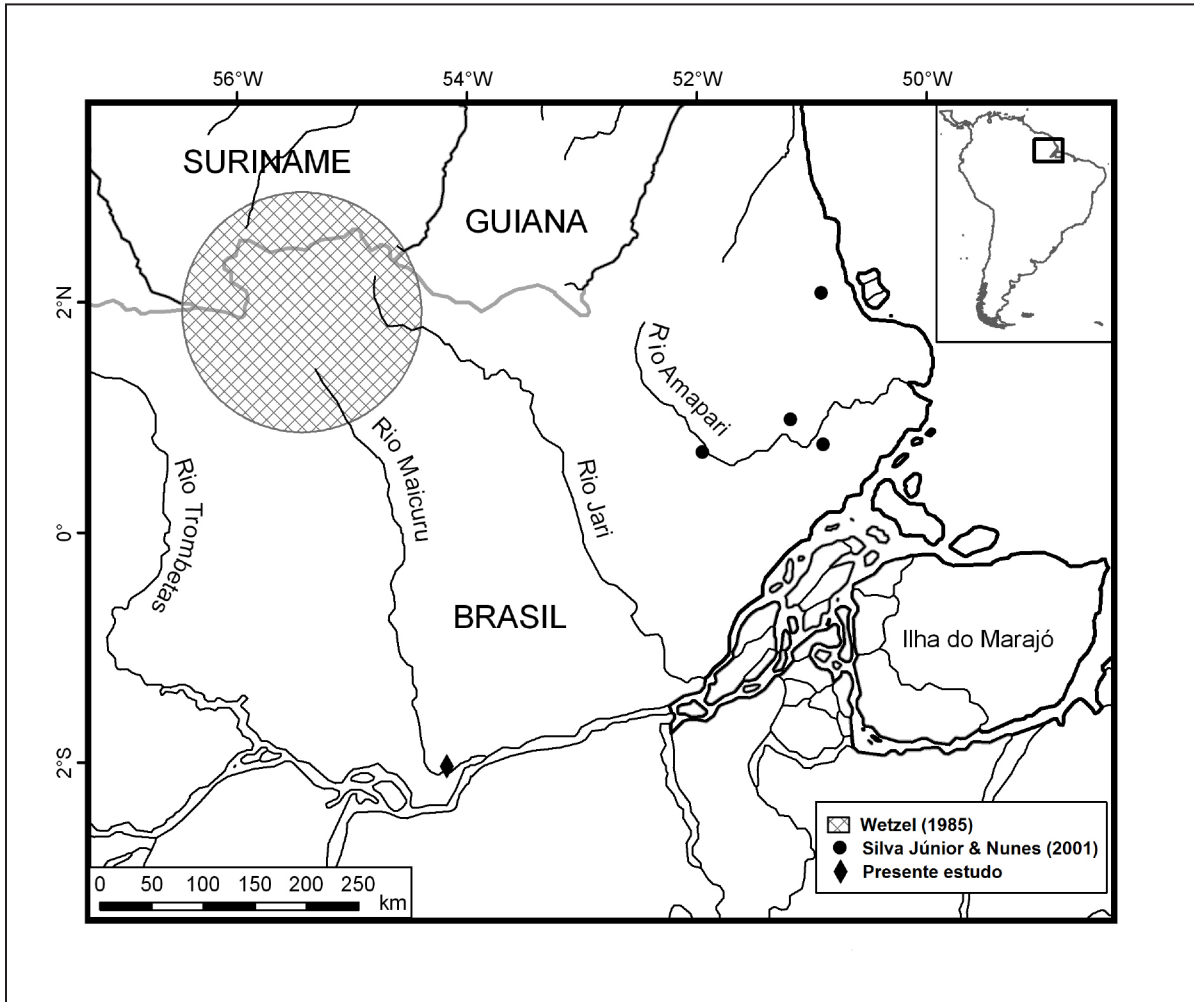 56°W 54°W 52°W 50°W
SURINAME
GUIANA
2°N
Rio Amapari
Rio Maicuru
Rio Jari
Rio Trombetas
0°
BRASIL
Ilha do Marajó
2°S
Wetzel (1985)
Silva Júnior & Nunes (2001)
Presente estudo
0 50 100 150 200 250
km